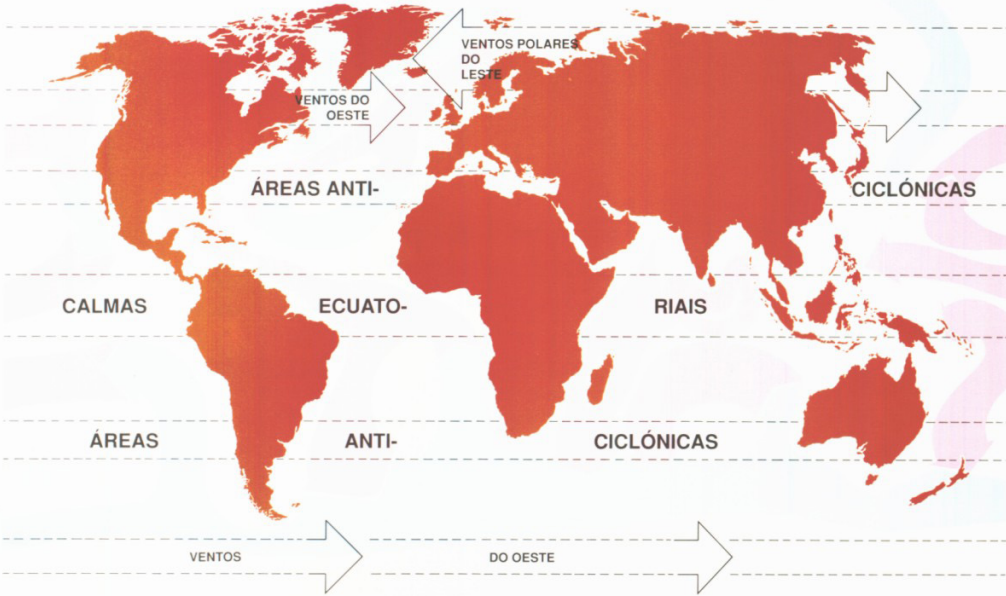 VENTOS POLARES
DO
LESTE
VENTOS DO
OESTE
ÁREAS ANTI- CICLÓNICAS
CALMAS ECUATO- RIAIS
ÁREAS ANTI- CICLÓNICAS
VENTOS DO OESTE